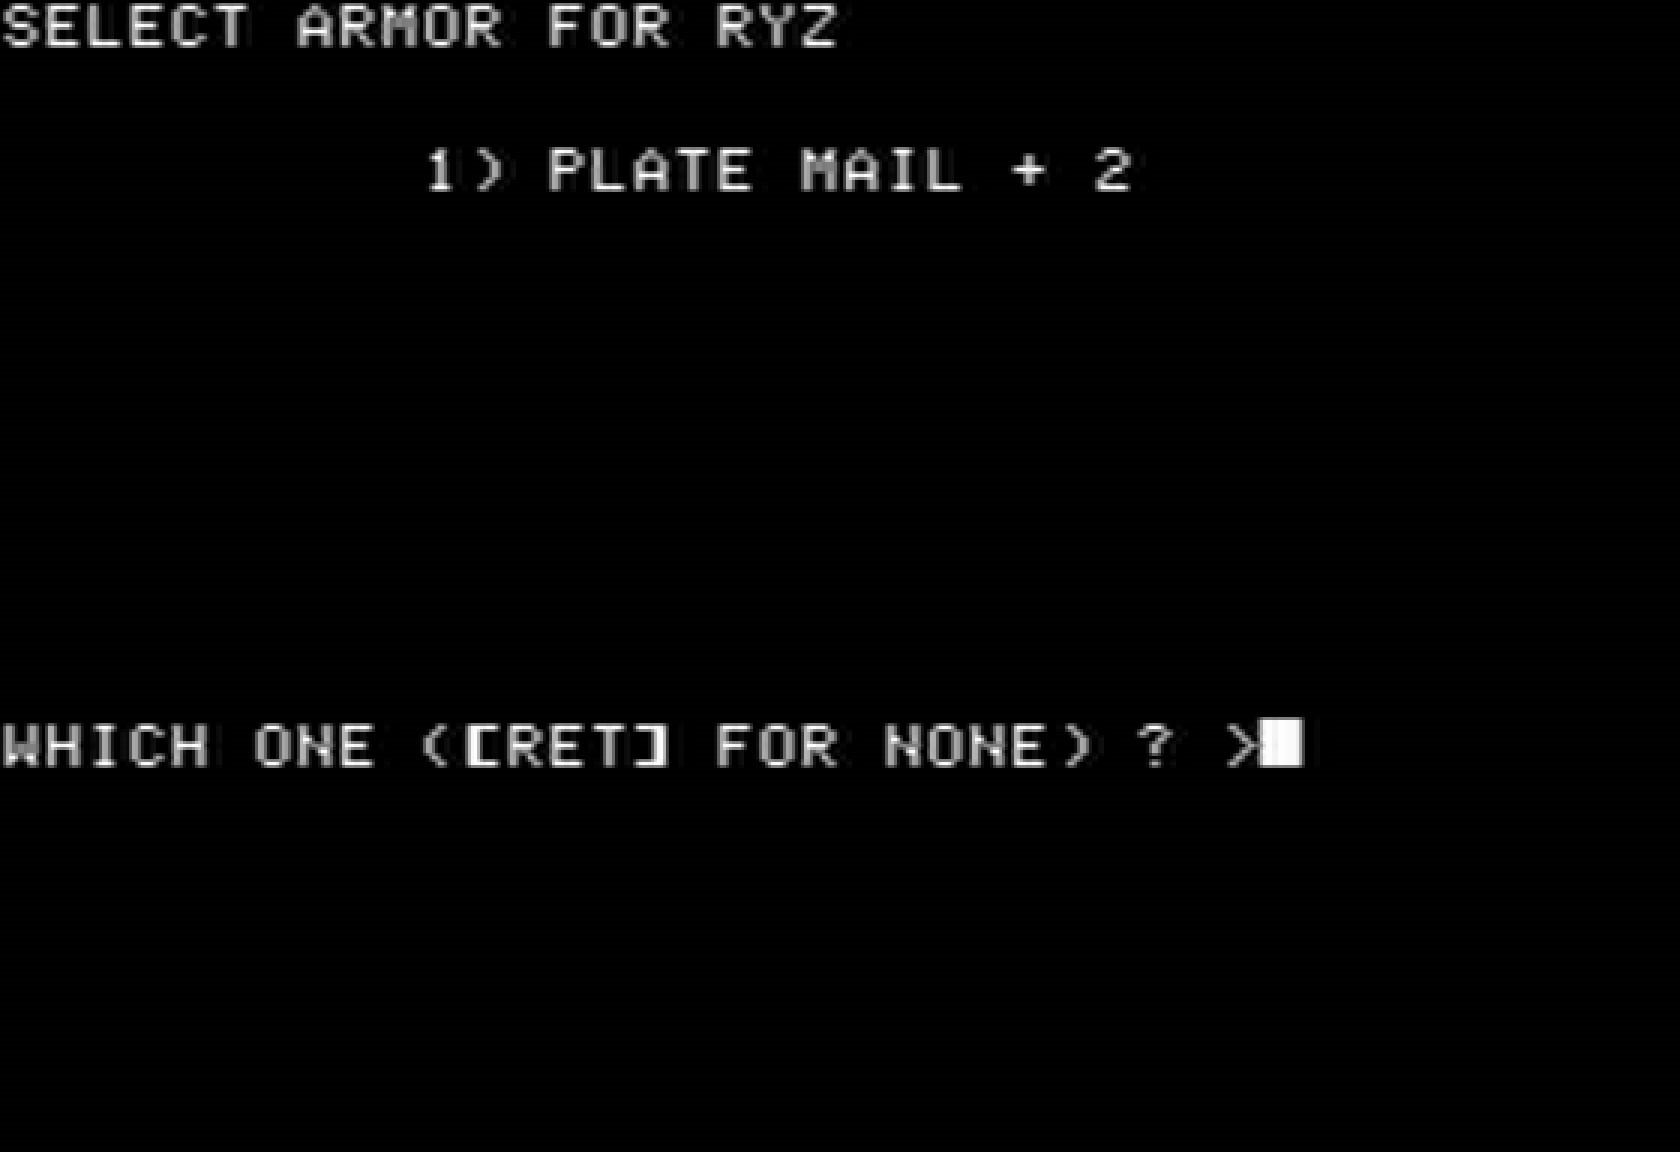 SELECT ARMOR FOR RYZ
1) PLATE MAIL + 2
WHICH ONE ([RET] FOR NONE) ? >